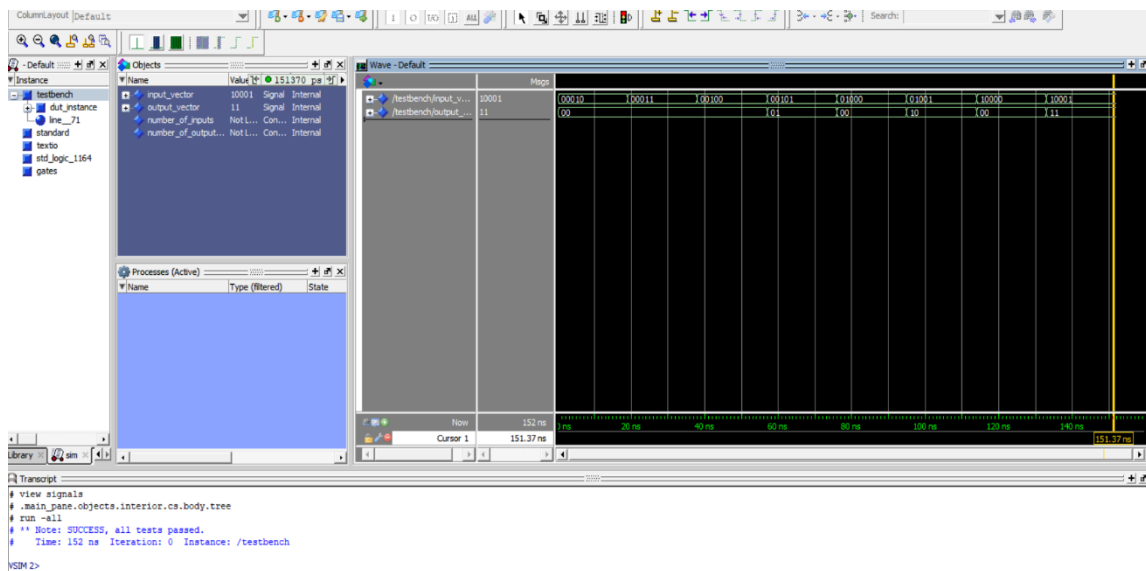 ColumnLayout Default
Search:
- Default
Objects
Wave - Default
Instance
Name
Value
151370 ps
Msgs
testbench
dut_instance
line__71
standard
textio
std_logic_1164
gates
input_vector 10001 Signal Internal
output_vector 11 Signal Internal
number_of_inputs Not L... Con... Internal
number_of_output... Not L... Con... Internal
/testbench/input_v... 10001 00010 00011 00100 00101 01000 01001 10000 10001
/testbench/output_... 11 00 01 00 10 00 11
Processes (Active)
Name Type (filtered) State
Now 152 ns
20 ns 40 ns 60 ns 80 ns 100 ns 120 ns 140 ns
Cursor 1 151.37 ns 151.37 ns
Library sim
Transcript
# view signals
# .main_pane.objects.interior.cs.body.tree
# run -all
# ** Note: SUCCESS, all tests passed.
# Time: 152 ns Iteration: 0 Instance: /testbench
VSIM 2>